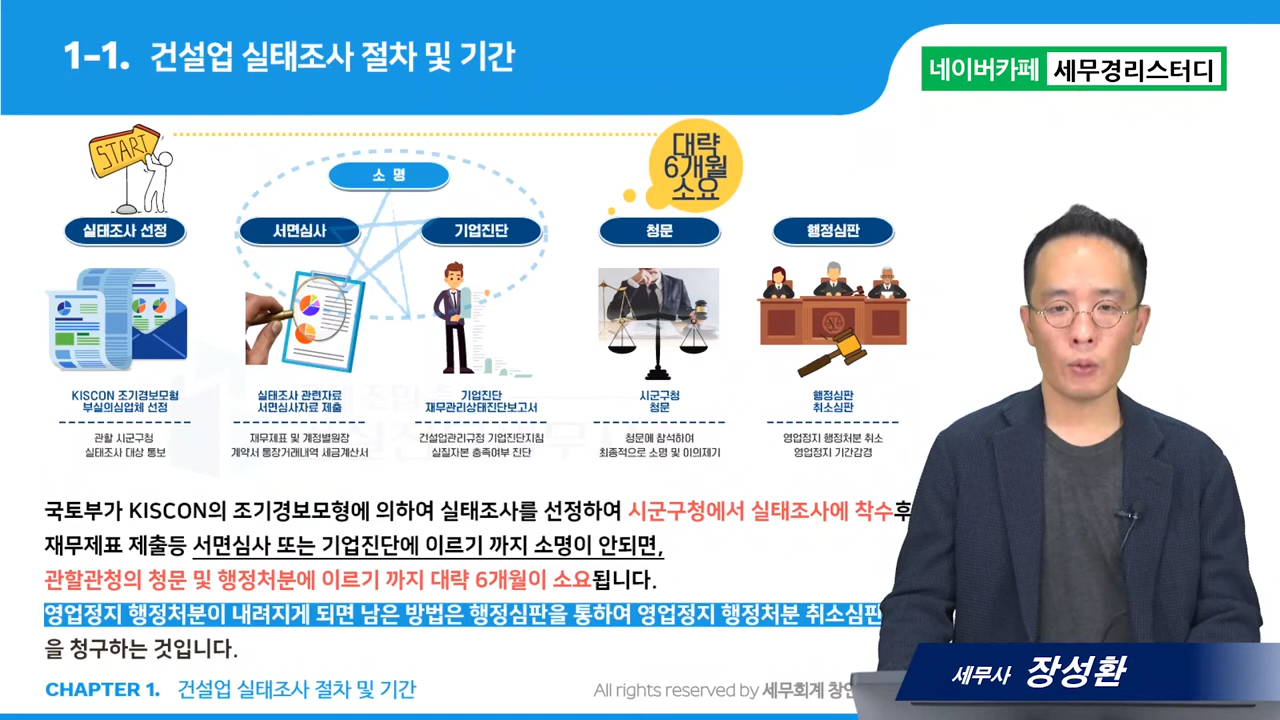 1-1. 건설업 실태조사 절차 및 기간
네이버카페 세무경리스터디
START
대략
6개월
소요
소 명
실태조사 선정
서면심사
기업진단
청문
행정심판
KISCON 조기경보모형
부실의심업체 선정
관할 시군구청
실태조사 대상 통보
실태조사 관련자료
서면심사자료 제출
재무제표 및 계정별원장
계약서 통장거래내역 세금계산서
기업진단
재무관리상태진단보고서
건설업관리규정 기업진단지침
실질자본 충족여부 진단
시군구청
청문
청문에 참석하여
최종적으로 소명 및 이의제기
행정심판
취소심판
영업정지 행정처분 취소
영업정지 기간감경
국토부가 KISCON의 조기경보모형에 의하여 실태조사를 선정하여 시군구청에서 실태조사에 착수후
재무제표 제출등 서면심사 또는 기업진단에 이르기 까지 소명이 안되면,
관할관청의 청문 및 행정처분에 이르기 까지 대략 6개월이 소요됩니다.
영업정지 행정처분이 내려지게 되면 남은 방법은 행정심판을 통하여 영업정지 행정처분 취소심판
을 청구하는 것입니다.
세무사 장성환
CHAPTER 1. 건설업 실태조사 절차 및 기간
All rights reserved by 세무회계 창연